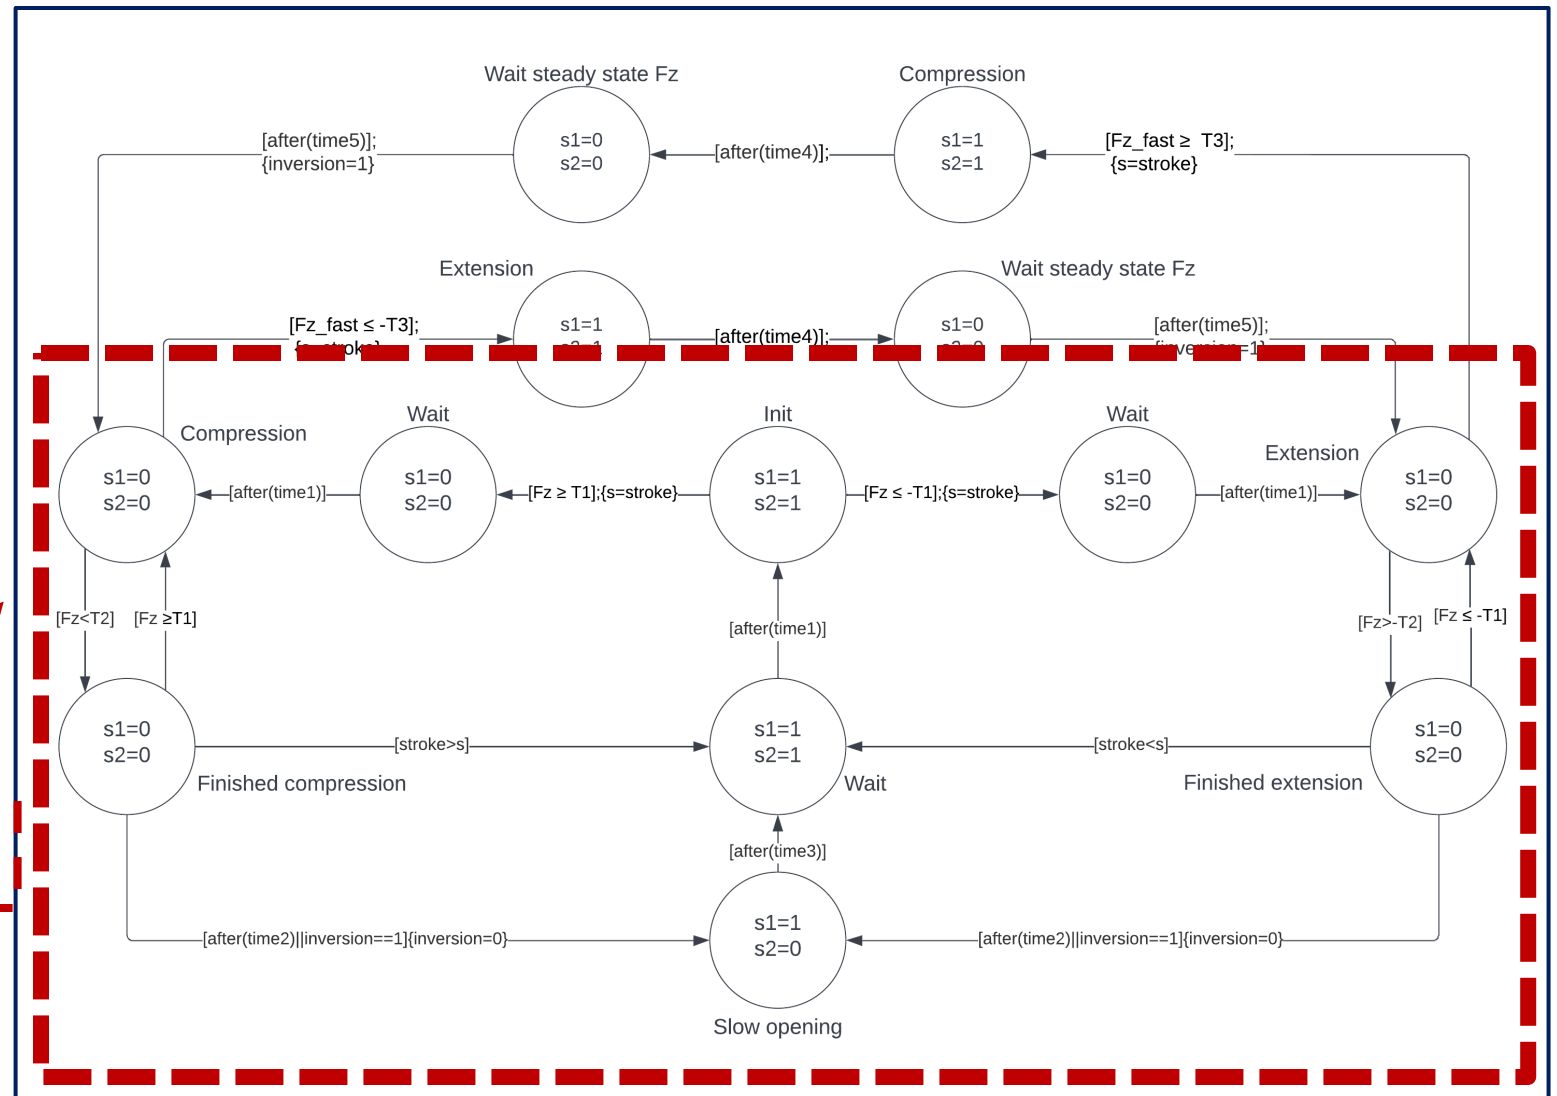 Wait steady state Fz
Compression
s1=0
s2=0
s1=1
s2=1
[after(time5)];
{inversion=1}
[after(time4)];
[Fz_fast ≥  T3];
{s=stroke}
Extension
Wait steady state Fz
[Fz_fast ≤ -T3];
s1=1
[after(time4)];
s1=0
[after(time5)];
Compression
Wait
Init
Wait
Extension
s1=0
s2=0
[after(time1)]
s1=0
s2=0
[Fz ≥ T1];{s=stroke}
s1=1
s2=1
[Fz ≤ -T1];{s=stroke}
s1=0
s2=0
[after(time1)]
s1=0
s2=0
[Fz<T2]
[Fz ≥T1]
[after(time1)]
[Fz>-T2]
[Fz ≤ -T1]
s1=0
s2=0
[stroke>s]
s1=1
s2=1
[stroke<s]
s1=0
s2=0
Finished compression
Wait
Finished extension
[after(time3)]
[after(time2)||inversion==1]{inversion=0}
s1=1
s2=0
[after(time2)||inversion==1]{inversion=0}
Slow opening